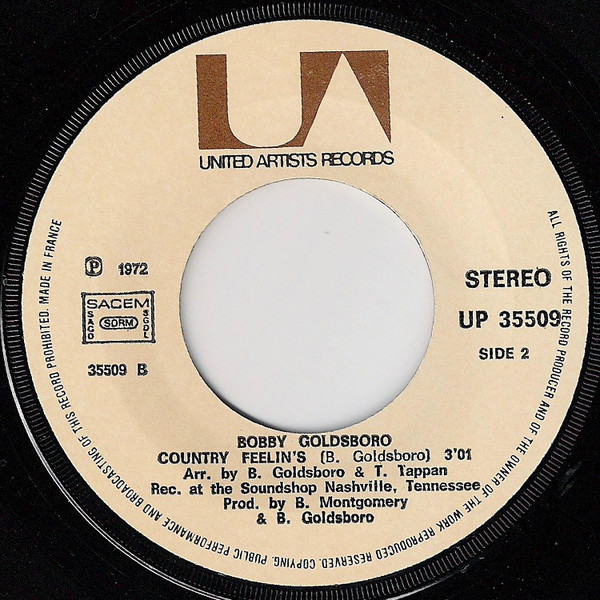 UA
UNITED ARTISTS RECORDS
℗ 1972
SACEM
SACD SDRM SGDL
35509 B
STEREO
UP 35509
SIDE 2
BOBBY GOLDSBORO
COUNTRY FEELIN'S (B. Goldsboro) 3'01
Arr. by B. Goldsboro & T. Tappan
Rec. at the Soundshop Nashville, Tennessee
Prod. by B. Montgomery
& B. Goldsboro
ALL RIGHTS OF THE RECORD PRODUCER AND OF THE OWNER OF THE WORK REPRODUCED RESERVED. COPYING. PUBLIC PERFORMANCE AND BROADCASTING OF THIS RECORD PROHIBITED. MADE IN FRANCE